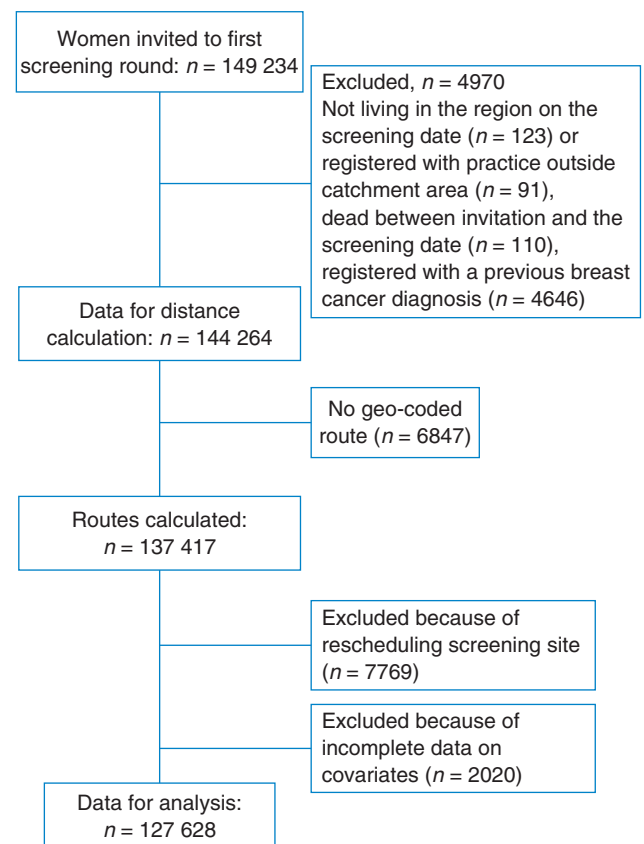 Women invited to first
screening round: n = 149 234
Excluded, n = 4970
Not living in the region on the
screening date (n = 123) or
registered with practice outside
catchment area (n = 91),
dead between invitation and the
screening date (n = 110),
registered with a previous breast
cancer diagnosis (n = 4646)
Data for distance
calculation: n = 144 264
No geo-coded
route (n = 6847)
Routes calculated:
n = 137 417
Excluded because of
rescheduling screening site
(n = 7769)
Excluded because of
incomplete data on
covariates (n = 2020)
Data for analysis:
n = 127 628